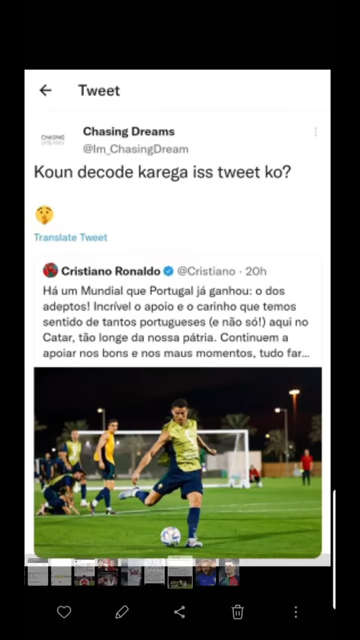 Tweet
CHASING
DREAMS
Chasing Dreams
@Im_ChasingDream
Koun decode karega iss tweet ko?
Translate Tweet
Cristiano Ronaldo @Cristiano · 20h
Há um Mundial que Portugal já ganhou: o dos
adeptos! Incrível o apoio e o carinho que temos
sentido de tantos portugueses (e não só!) aqui no
Catar, tão longe da nossa pátria. Continuem a
apoiar nos bons e nos maus momentos, tudo far...